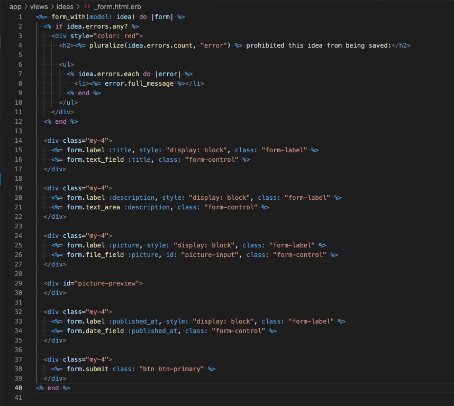 app > views > ideas > <> _form.html.erb
1 <%= form_with(model: idea) do |form| %>
2 <% if idea.errors.any? %>
3 <div style="color: red">
4 <h2><%= pluralize(idea.errors.count, "error") %> prohibited this idea from being saved:</h2>
5
6 <ul>
7 <% idea.errors.each do |error| %>
8 <li><%= error.full_message %></li>
9 <% end %>
10 </ul>
11 </div>
12 <% end %>
13
14 <div class="my-4">
15 <%= form.label :title, style: "display: block", class: "form-label" %>
16 <%= form.text_field :title, class: "form-control" %>
17 </div>
18
19 <div class="my-4">
20 <%= form.label :description, style: "display: block", class: "form-label" %>
21 <%= form.text_area :description, class: "form-control" %>
22 </div>
23
24 <div class="my-4">
25 <%= form.label :picture, style: "display: block", class: "form-label" %>
26 <%= form.file_field :picture, id: "picture-input", class: "form-control" %>
27 </div>
28
29 <div id="picture-preview">
30 </div>
31
32 <div class="my-4">
33 <%= form.label :published_at, style: "display: block", class: "form-label" %>
34 <%= form.date_field :published_at, class: "form-control" %>
35 </div>
36
37 <div class="my-4">
38 <%= form.submit class: "btn btn-primary" %>
39 </div>
40 <% end %>
41